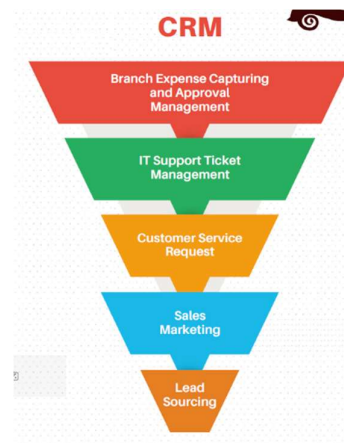 CRM
Branch Expense Capturing
and Approval
Management
IT Support Ticket
Management
Customer Service
Request
Sales
Marketing
Lead
Sourcing